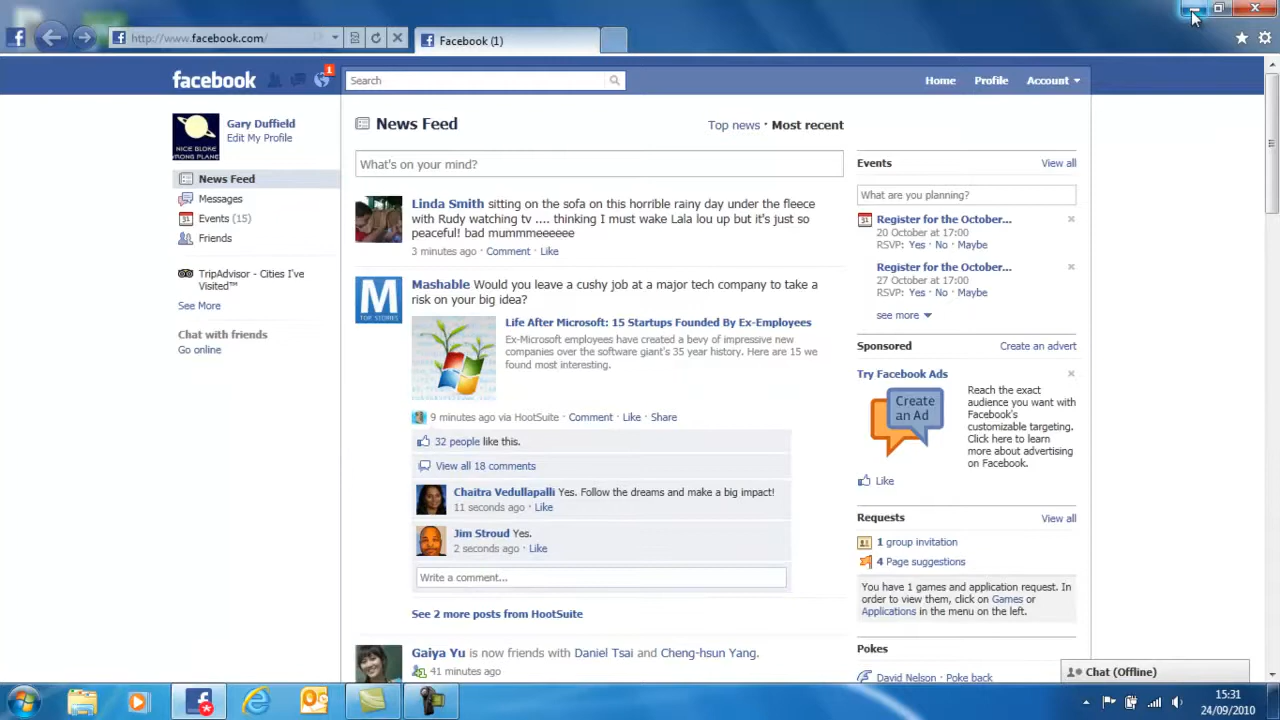 http://www.facebook.com/
Facebook (1)
facebook
1
Search
Home
Profile
Account
NICE BLOKE
Gary Duffield
Edit My Profile
News Feed
Messages
Events (15)
Friends
TripAdvisor - Cities I've
Visited™
See More
Chat with friends
Go online
News Feed
Top news · Most recent
What's on your mind?
Linda Smith sitting on the sofa on this horrible rainy day under the fleece
with Rudy watching tv .... thinking I must wake Lala lou up but it's just so
peaceful! bad mummmeeeeee
3 minutes ago · Comment · Like
M
TOP STORIES
Mashable Would you leave a cushy job at a major tech company to take a
risk on your big idea?
Life After Microsoft: 15 Startups Founded By Ex-Employees
Ex-Microsoft employees have created a bevy of impressive new
companies over the software giant's 35 year history. Here are 15 we
found most interesting.
9 minutes ago via HootSuite · Comment · Like · Share
32 people like this.
View all 18 comments
Chaitra Vedullapalli Yes. Follow the dreams and make a big impact!
11 seconds ago · Like
Jim Stroud Yes.
2 seconds ago · Like
Write a comment...
See 2 more posts from HootSuite
Gaiya Yu is now friends with Daniel Tsai and Cheng-hsun Yang.
41 minutes ago
Events
View all
What are you planning?
31
Register for the October...
20 October at 17:00
RSVP: Yes · No · Maybe
Register for the October...
27 October at 17:00
RSVP: Yes · No · Maybe
see more
Sponsored
Create an advert
Try Facebook Ads
Create
an Ad
Reach the exact
audience you want with
Facebook's
customizable targeting.
Click here to learn
more about advertising
on Facebook.
Like
Requests
View all
1 group invitation
4 Page suggestions
You have 1 games and application request. In
order to view them, click on Games or
Applications in the menu on the left.
Pokes
David Nelson · Poke back
Chat (Offline)
15:31
24/09/2010